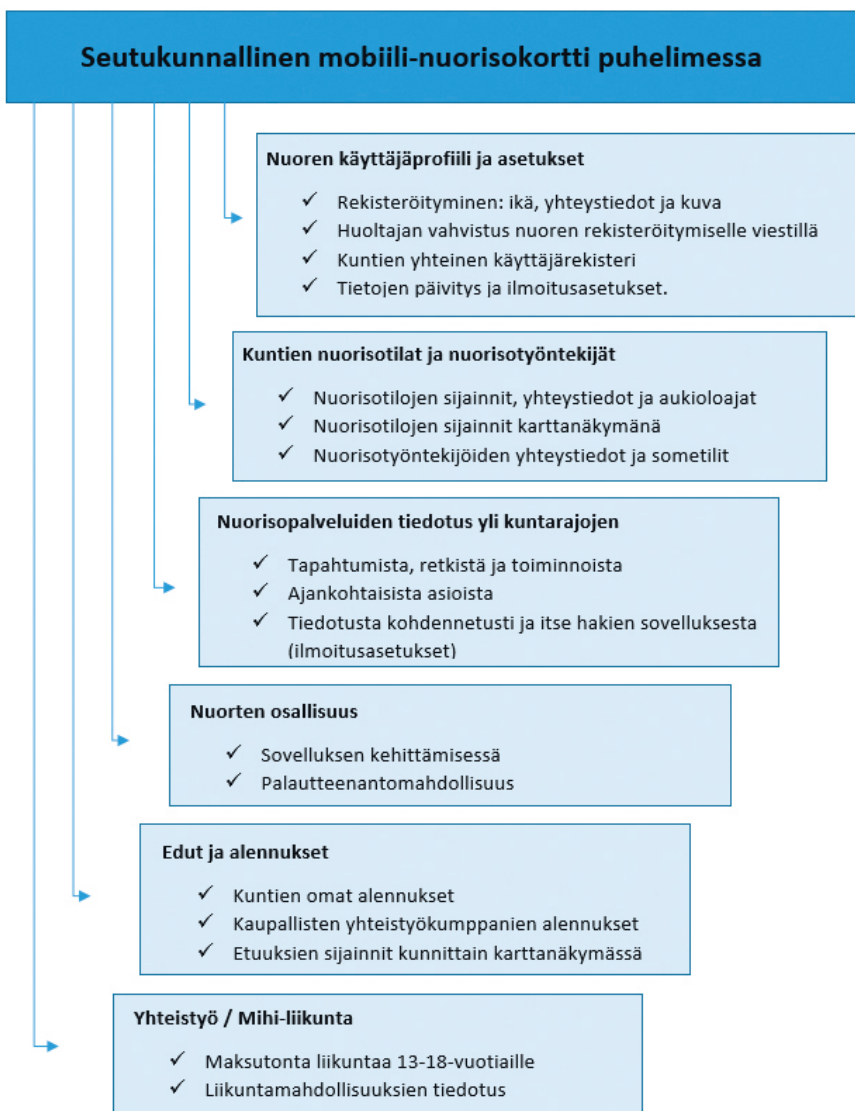 Seutukunnallinen mobiili-nuorisokortti puhelimessa
Nuoren käyttäjäprofiili ja asetukset
✓ Rekisteröityminen: ikä, yhteystiedot ja kuva
✓ Huoltajan vahvistus nuoren rekisteröitymiselle viestillä
✓ Kuntien yhteinen käyttäjärekisteri
✓ Tietojen päivitys ja ilmoitusasetukset.
Kuntien nuorisotilat ja nuorisotyöntekijät
✓ Nuorisotilojen sijainnit, yhteystiedot ja aukioloajat
✓ Nuorisotilojen sijainnit karttanäkymänä
✓ Nuorisotyöntekijöiden yhteystiedot ja sometilit
Nuorisopalveluiden tiedotus yli kuntarajojen
✓ Tapahtumista, retkistä ja toiminnoista
✓ Ajankohtaisista asioista
✓ Tiedotusta kohdennetusti ja itse hakien sovelluksesta
(ilmoitusasetukset)
Nuorten osallisuus
✓ Sovelluksen kehittämisessä
✓ Palautteenantomahdollisuus
Edut ja alennukset
✓ Kuntien omat alennukset
✓ Kaupallisten yhteistyökumppanien alennukset
✓ Etuuksien sijainnit kunnittain karttanäkymässä
Yhteistyö / Mihi-liikunta
✓ Maksutonta liikuntaa 13-18-vuotiaille
✓ Liikuntamahdollisuuksien tiedotus